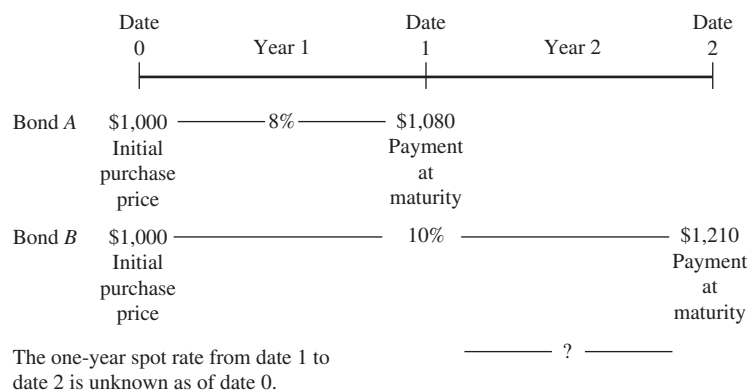 Date Date Date
0 Year 1 1 Year 2 2
Bond A $1,000 8% $1,080
Initial Payment
purchase at
price maturity
Bond B $1,000 10% $1,210
Initial Payment
purchase at
price maturity
?
The one-year spot rate from date 1 to
date 2 is unknown as of date 0.